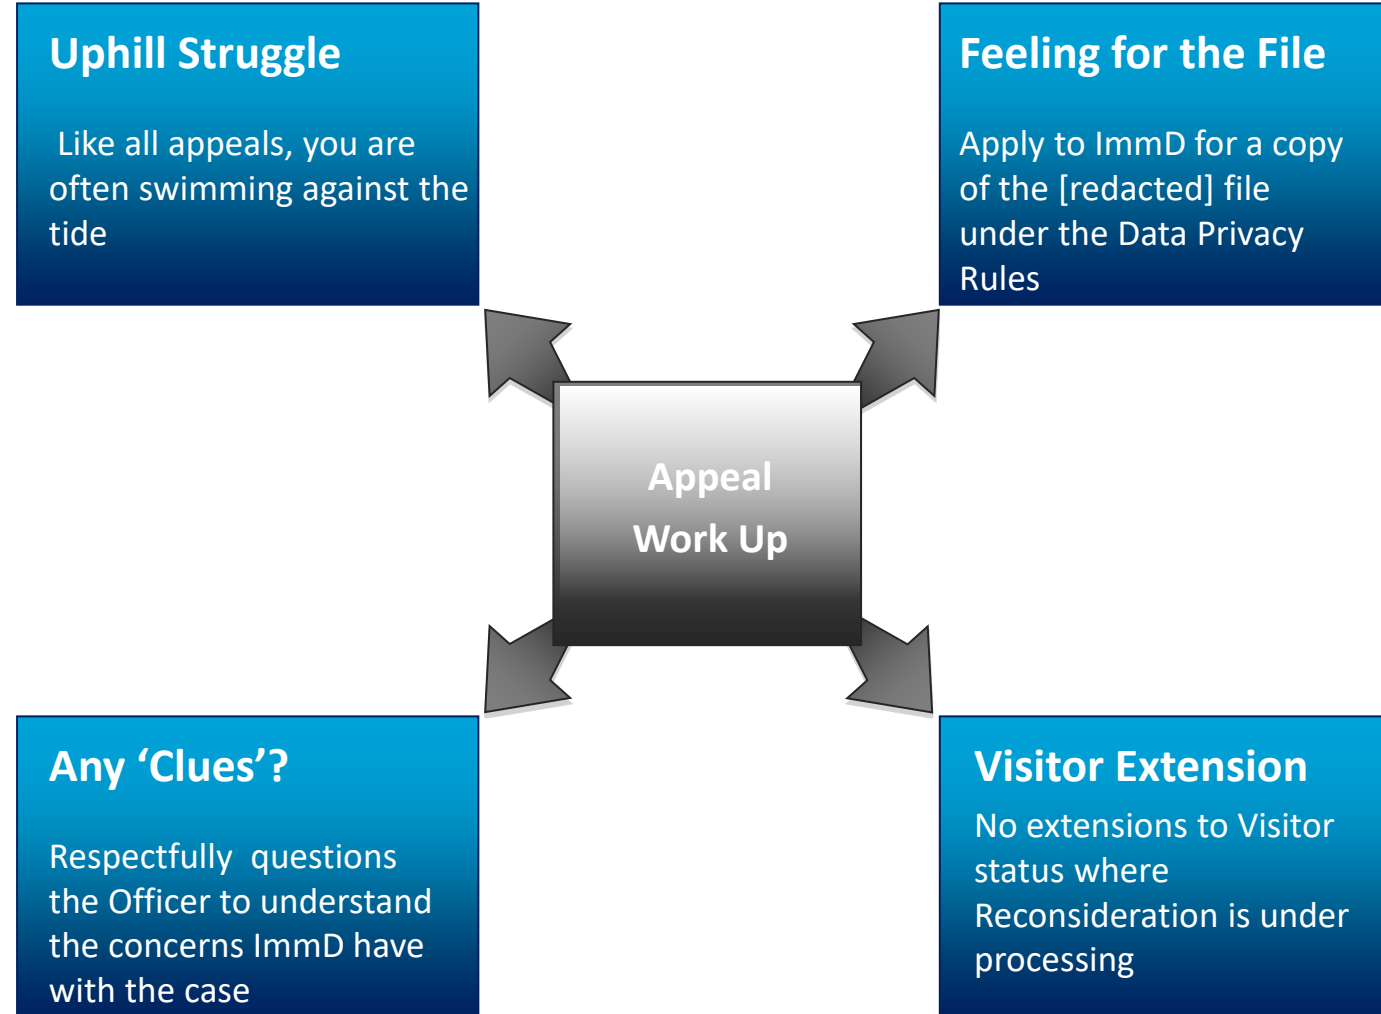 Uphill Struggle
Like all appeals, you are
often swimming against the
tide
Feeling for the File
Apply to ImmD for a copy
of the [redacted] file
under the Data Privacy
Rules
Appeal
Work Up
Any ‘Clues’?
Respectfully  questions
the Officer to understand
the concerns ImmD have
with the case
Visitor Extension
No extensions to Visitor
status where
Reconsideration is under
processing